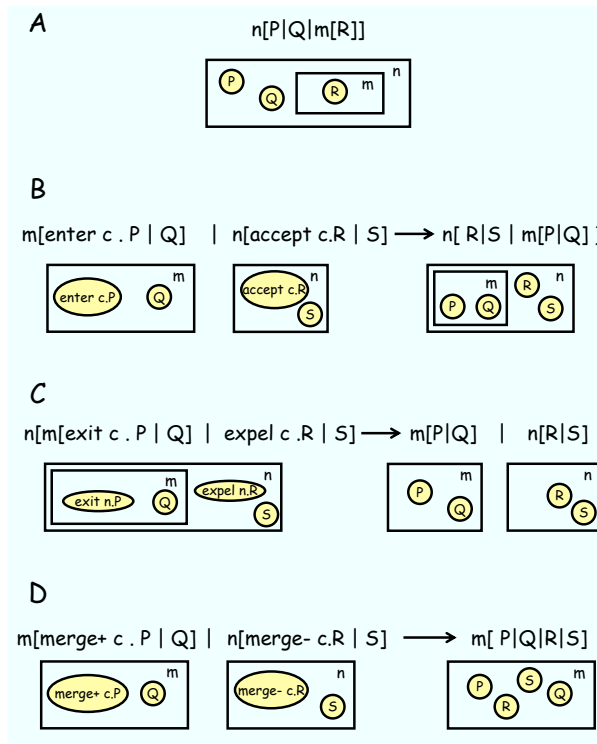 A
n[P|Q|m[R]]
P Q R m n
B
m[enter c . P | Q] | n[accept c.R | S] → n[ R|S | m[P|Q] ]
enter c.P Q m accept c.R n S P Q m R S n
C
n[m[exit c . P | Q] | expel c .R | S] → m[P|Q] | n[R|S]
exit n.P Q m expel n.R n S P Q m R S n
D
m[merge+ c . P | Q] | n[merge- c.R | S] → m[ P|Q|R|S]
merge+ c.P Q m merge- c.R n S P R S Q m